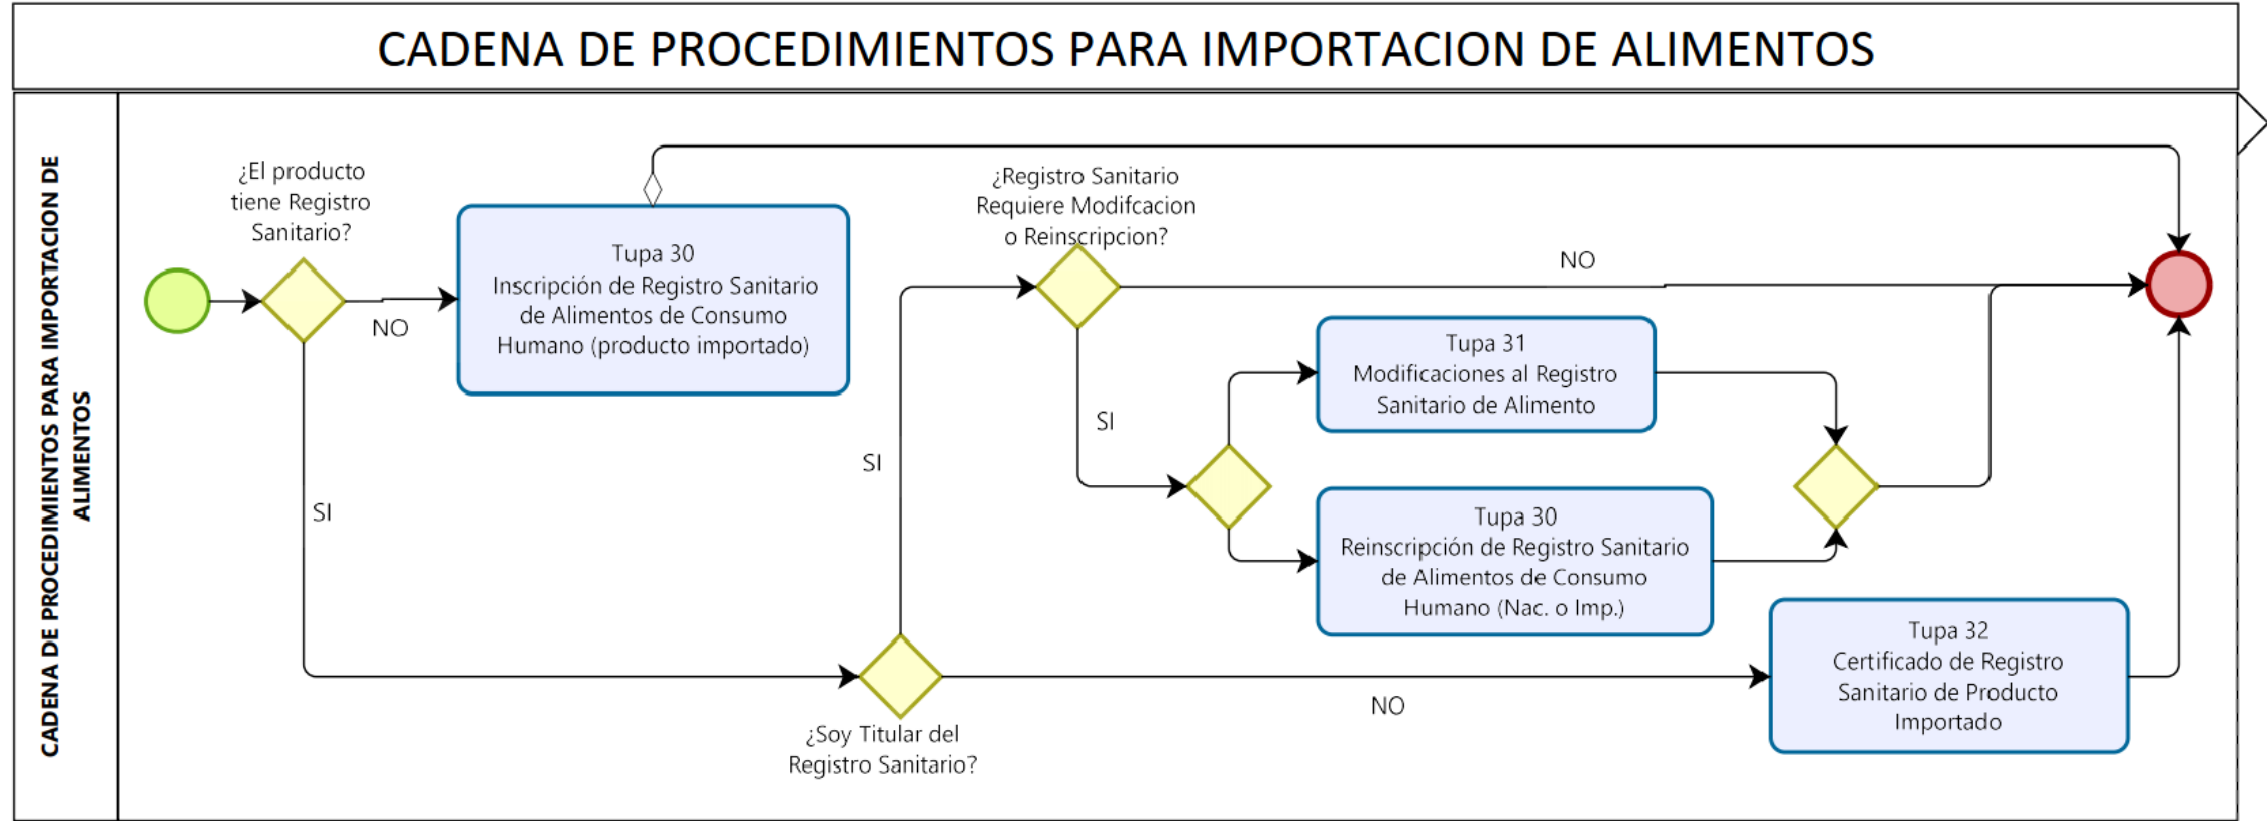 CADENA DE PROCEDIMIENTOS PARA IMPORTACION DE ALIMENTOS
CADENA DE PROCEDIMIENTOS PARA IMPORTACION DE
ALIMENTOS
¿El producto
tiene Registro
Sanitario?
NO
SI
Tupa 30
Inscripción de Registro Sanitario
de Alimentos de Consumo
Humano (producto importado)
¿Soy Titular del
Registro Sanitario?
SI
NO
¿Registro Sanitario
Requiere Modifcacion
o Reinscripcion?
NO
SI
Tupa 31
Modificaciones al Registro
Sanitario de Alimento
Tupa 30
Reinscripción de Registro Sanitario
de Alimentos de Consumo
Humano (Nac. o Imp.)
Tupa 32
Certificado de Registro
Sanitario de Producto
Importado